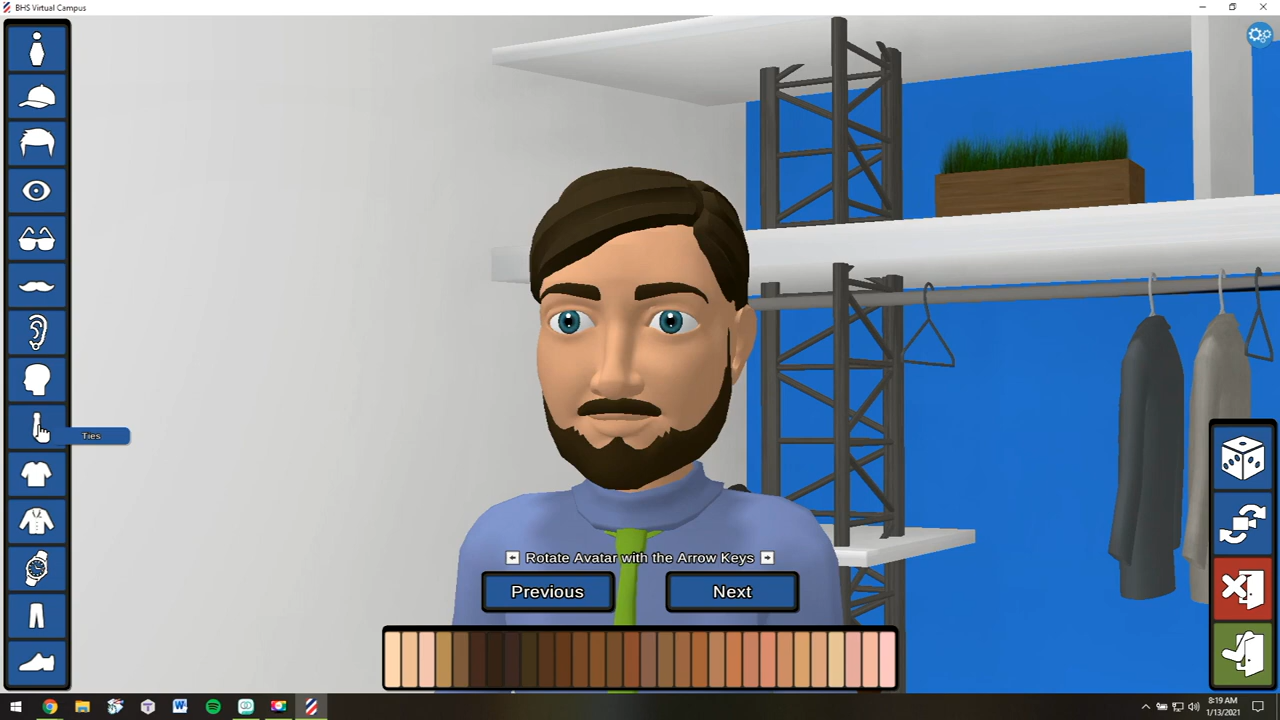 BHS Virtual Campus
Ties
Rotate Avatar with the Arrow Keys
Previous
Next
8:19 AM
1/13/2021